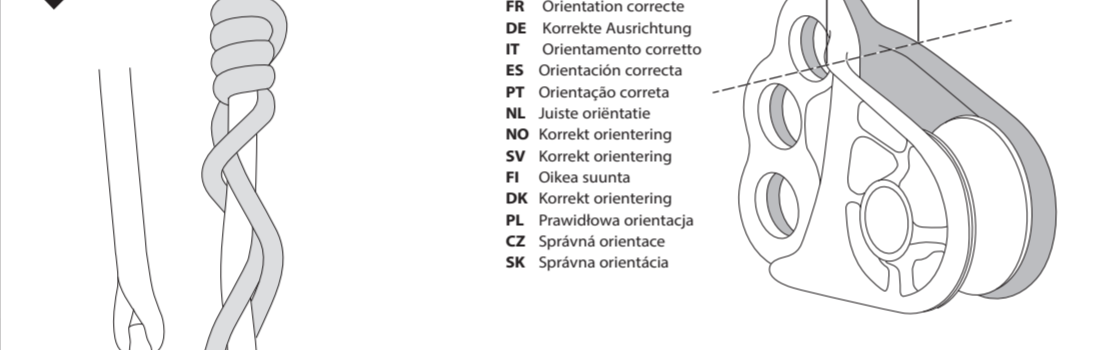 FR Orientation correcte
DE Korrekte Ausrichtung
IT Orientamento corretto
ES Orientación correcta
PT Orientação correta
NL Juiste oriëntatie
NO Korrekt orientering
SV Korrekt orientering
FI Oikea suunta
DK Korrekt orientering
PL Prawidłowa orientacja
CZ Správná orientace
SK Správna orientácia